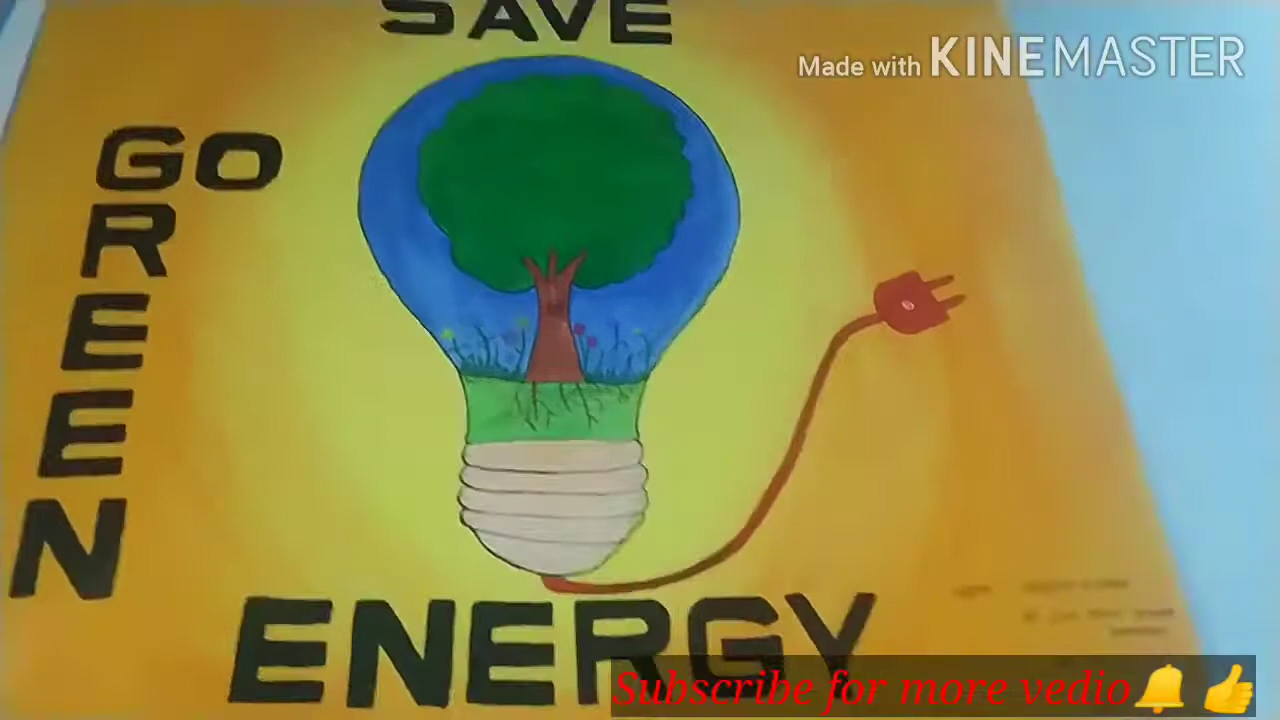 SAVE
Made with KINEMASTER
GO
GREEN
ENERGY
Subscribe for more vedio🔔 👍